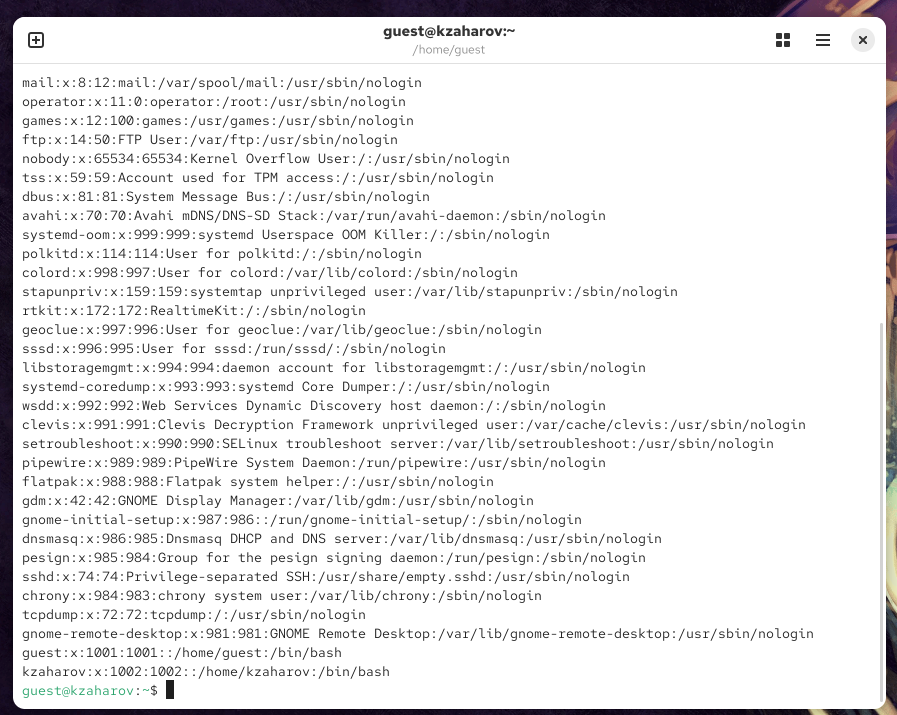 guest@kzaharov:~
/home/guest
mail:x:8:12:mail:/var/spool/mail:/usr/sbin/nologin
operator:x:11:0:operator:/root:/usr/sbin/nologin
games:x:12:100:games:/usr/games:/usr/sbin/nologin
ftp:x:14:50:FTP User:/var/ftp:/usr/sbin/nologin
nobody:x:65534:65534:Kernel Overflow User:/:/usr/sbin/nologin
tss:x:59:59:Account used for TPM access:/:/usr/sbin/nologin
dbus:x:81:81:System Message Bus:/:/usr/sbin/nologin
avahi:x:70:70:Avahi mDNS/DNS-SD Stack:/var/run/avahi-daemon:/sbin/nologin
systemd-oom:x:999:999:systemd Userspace OOM Killer:/:/usr/sbin/nologin
polkitd:x:114:114:User for polkitd:/:/sbin/nologin
colord:x:998:997:User for colord:/var/lib/colord:/sbin/nologin
stapunpriv:x:159:159:systemtap unprivileged user:/var/lib/stapunpriv:/sbin/nologin
rtkit:x:172:172:RealtimeKit:/:/sbin/nologin
geoclue:x:997:996:User for geoclue:/var/lib/geoclue:/sbin/nologin
sssd:x:996:995:User for sssd:/run/sssd/:/sbin/nologin
libstoragemgmt:x:994:994:daemon account for libstoragemgmt:/:/usr/sbin/nologin
systemd-coredump:x:993:993:systemd Core Dumper:/:/usr/sbin/nologin
wsdd:x:992:992:Web Services Dynamic Discovery host daemon:/:/sbin/nologin
clevis:x:991:991:Clevis Decryption Framework unprivileged user:/var/cache/clevis:/usr/sbin/nologin
setroubleshoot:x:990:990:SELinux troubleshoot server:/var/lib/setroubleshoot:/usr/sbin/nologin
pipewire:x:989:989:PipeWire System Daemon:/run/pipewire:/usr/sbin/nologin
flatpak:x:988:988:Flatpak system helper:/:/usr/sbin/nologin
gdm:x:42:42:GNOME Display Manager:/var/lib/gdm:/usr/sbin/nologin
gnome-initial-setup:x:987:986::/run/gnome-initial-setup/:/sbin/nologin
dnsmasq:x:986:985:Dnsmasq DHCP and DNS server:/var/lib/dnsmasq:/usr/sbin/nologin
pesign:x:985:984:Group for the pesign signing daemon:/run/pesign:/sbin/nologin
sshd:x:74:74:Privilege-separated SSH:/usr/share/empty.sshd:/usr/sbin/nologin
chrony:x:984:983:chrony system user:/var/lib/chrony:/sbin/nologin
tcpdump:x:72:72:tcpdump:/:/usr/sbin/nologin
gnome-remote-desktop:x:981:981:GNOME Remote Desktop:/var/lib/gnome-remote-desktop:/usr/sbin/nologin
guest:x:1001:1001::/home/guest:/bin/bash
kzaharov:x:1002:1002::/home/kzaharov:/bin/bash
guest@kzaharov:~$